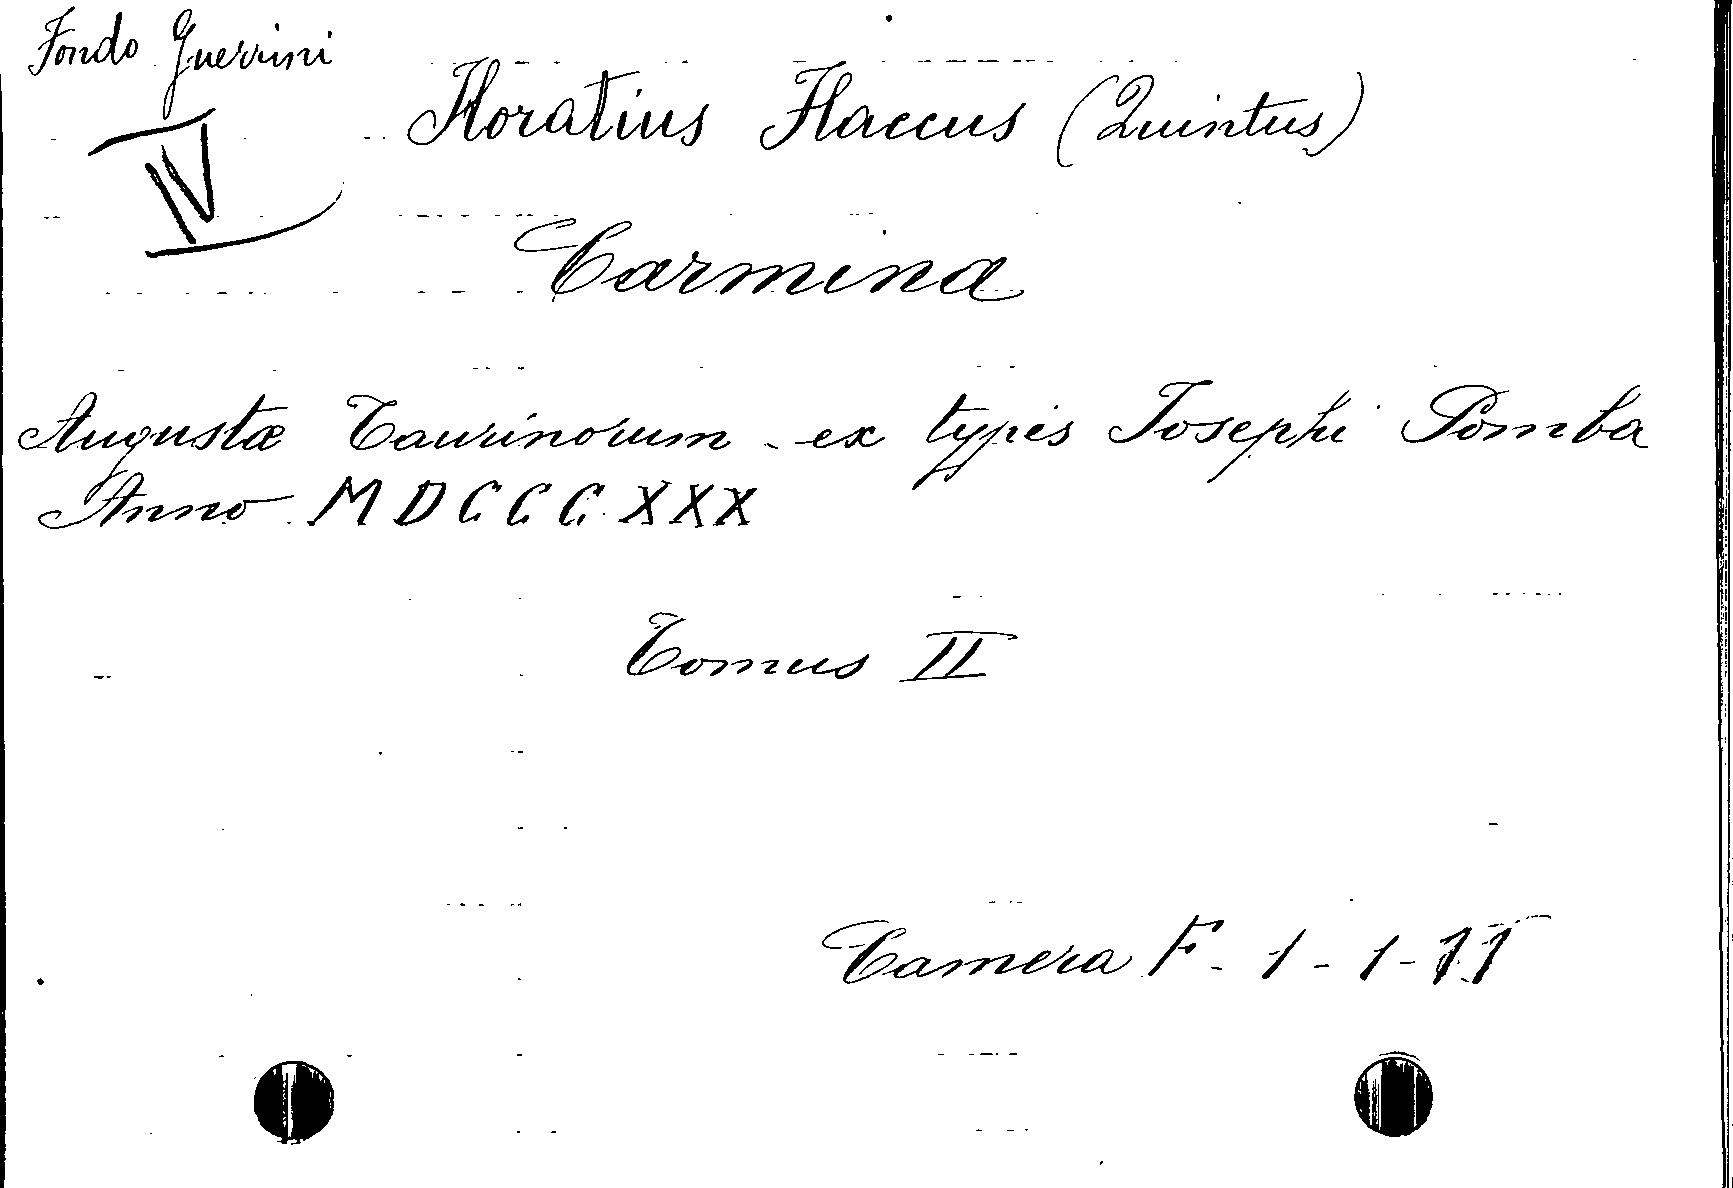 Fondo Guerrini
IV
Horatius Flaccus (Quintus)
Carmina
Augustæ Taurinorum - ex typis Josephi Pomba
Anno MDCCCXXX
Tomus II
Camera F - 1 - 1 - 11